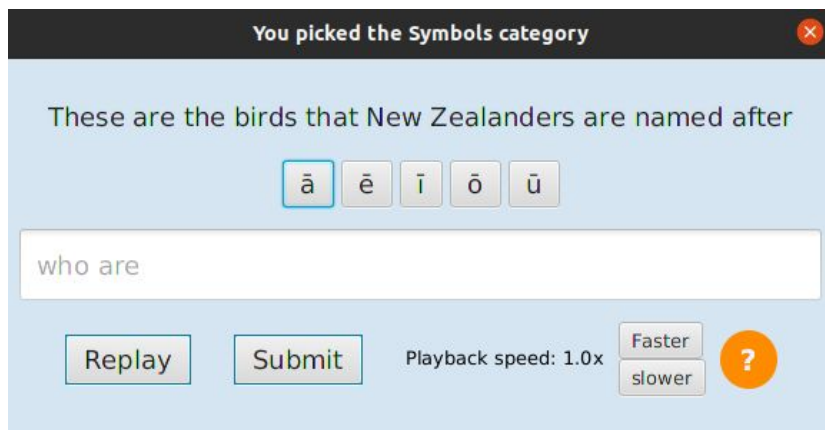 You picked the Symbols category
These are the birds that New Zealanders are named after
ā ē ī ō ū
who are
Replay Submit Playback speed: 1.0x Faster
slower
?